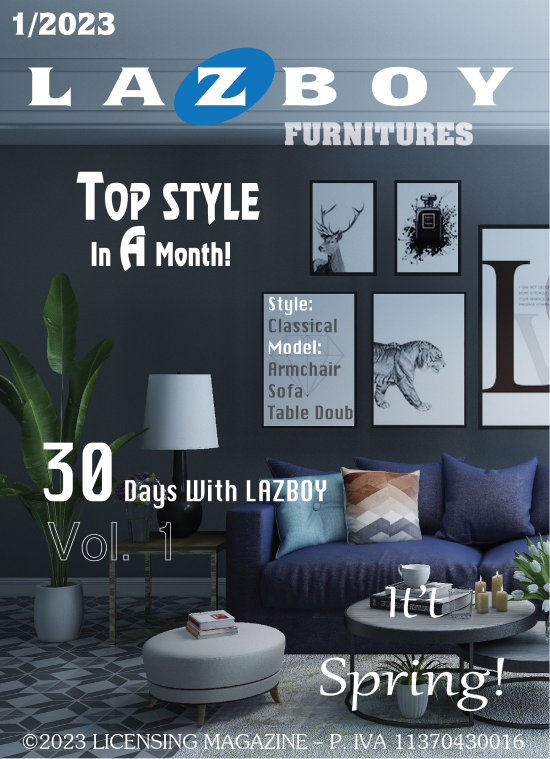 1/2023
LAZBOY
FURNITURES
TOP STYLE
In A Month!
Style:
Classical
Model:
Armchair
Sofa
Table Doub
L
30 Days With LAZBOY
Vol. 1
It't
Spring!
©2023 LICENSING MAGAZINE – P. IVA 11370430016